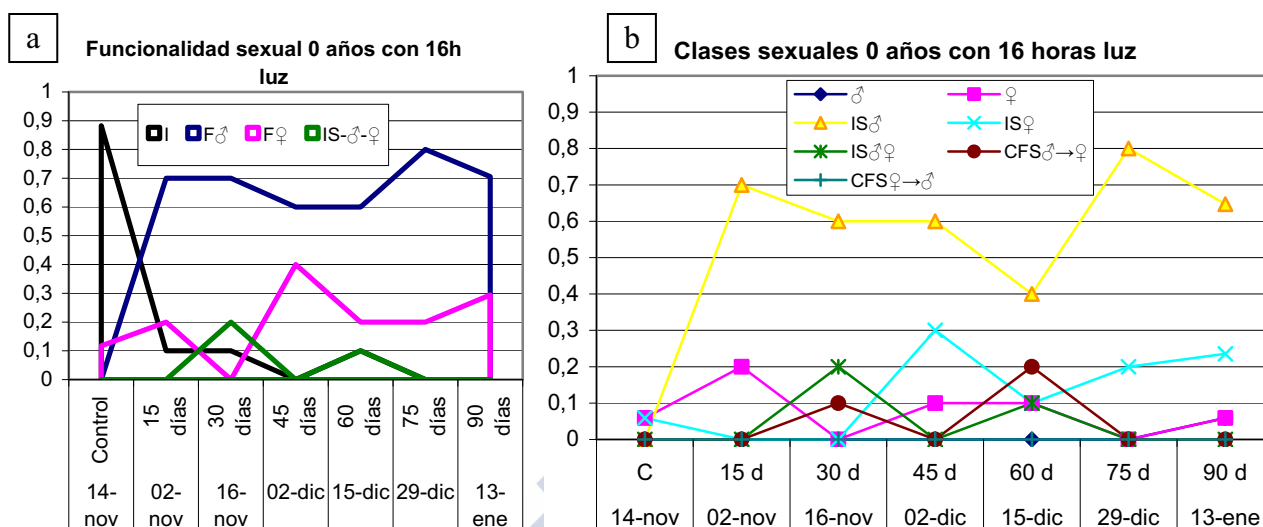 a
Funcionalidad sexual 0 años con 16h
luz
1
0,9
0,8
0,7
0,6
0,5
0,4
0,3
0,2
0,1
0
I F♂ F♀ IS-♂-♀
Control 15 días 30 días 45 días 60 días 75 días 90 días
14-nov 02-nov 16-nov 02-dic 15-dic 29-dic 13-ene
b
Clases sexuales 0 años con 16 horas luz
1
0,9
0,8
0,7
0,6
0,5
0,4
0,3
0,2
0,1
0
♂ ♀
IS♂ IS♀
IS♂♀ CFS♂→♀
CFS♀→♂
C 15 d 30 d 45 d 60 d 75 d 90 d
14-nov 02-nov 16-nov 02-dic 15-dic 29-dic 13-ene